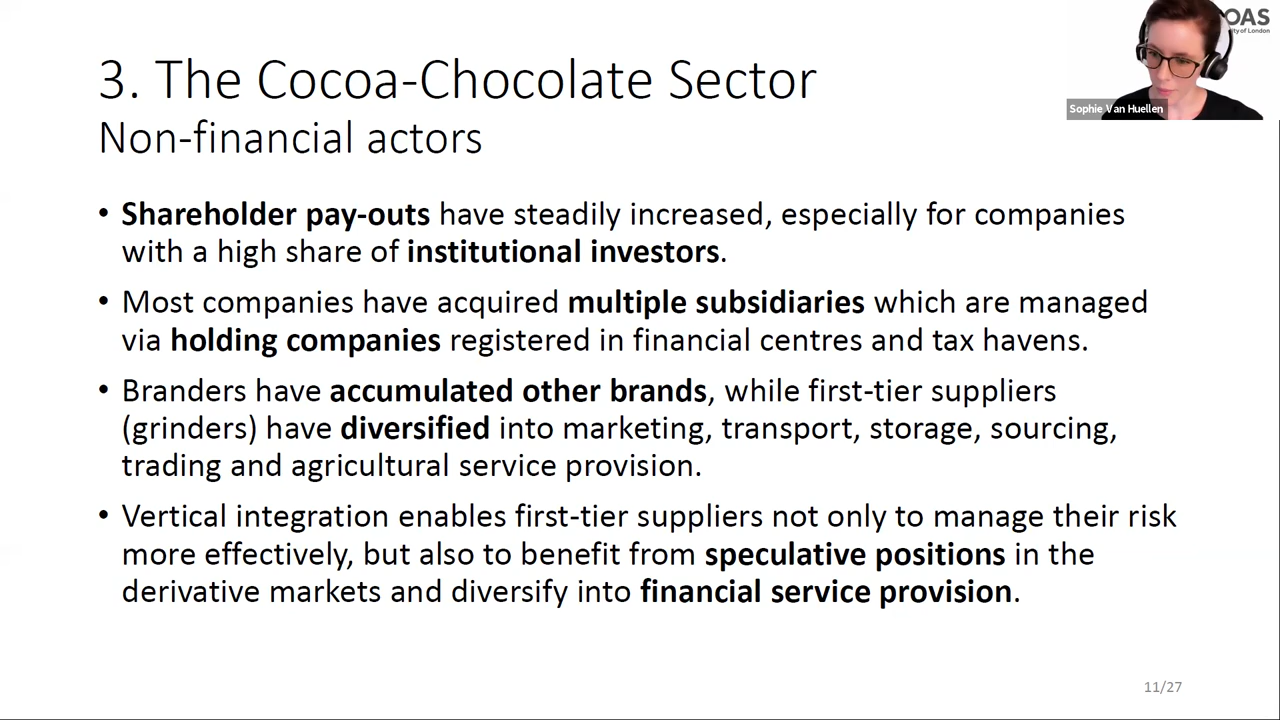 3. The Cocoa-Chocolate Sector
Non-financial actors
OAS
ity of London
Sophie Van Huellen
• Shareholder pay-outs have steadily increased, especially for companies
with a high share of institutional investors.
• Most companies have acquired multiple subsidiaries which are managed
via holding companies registered in financial centres and tax havens.
• Branders have accumulated other brands, while first-tier suppliers
(grinders) have diversified into marketing, transport, storage, sourcing,
trading and agricultural service provision.
• Vertical integration enables first-tier suppliers not only to manage their risk
more effectively, but also to benefit from speculative positions in the
derivative markets and diversify into financial service provision.
11/27